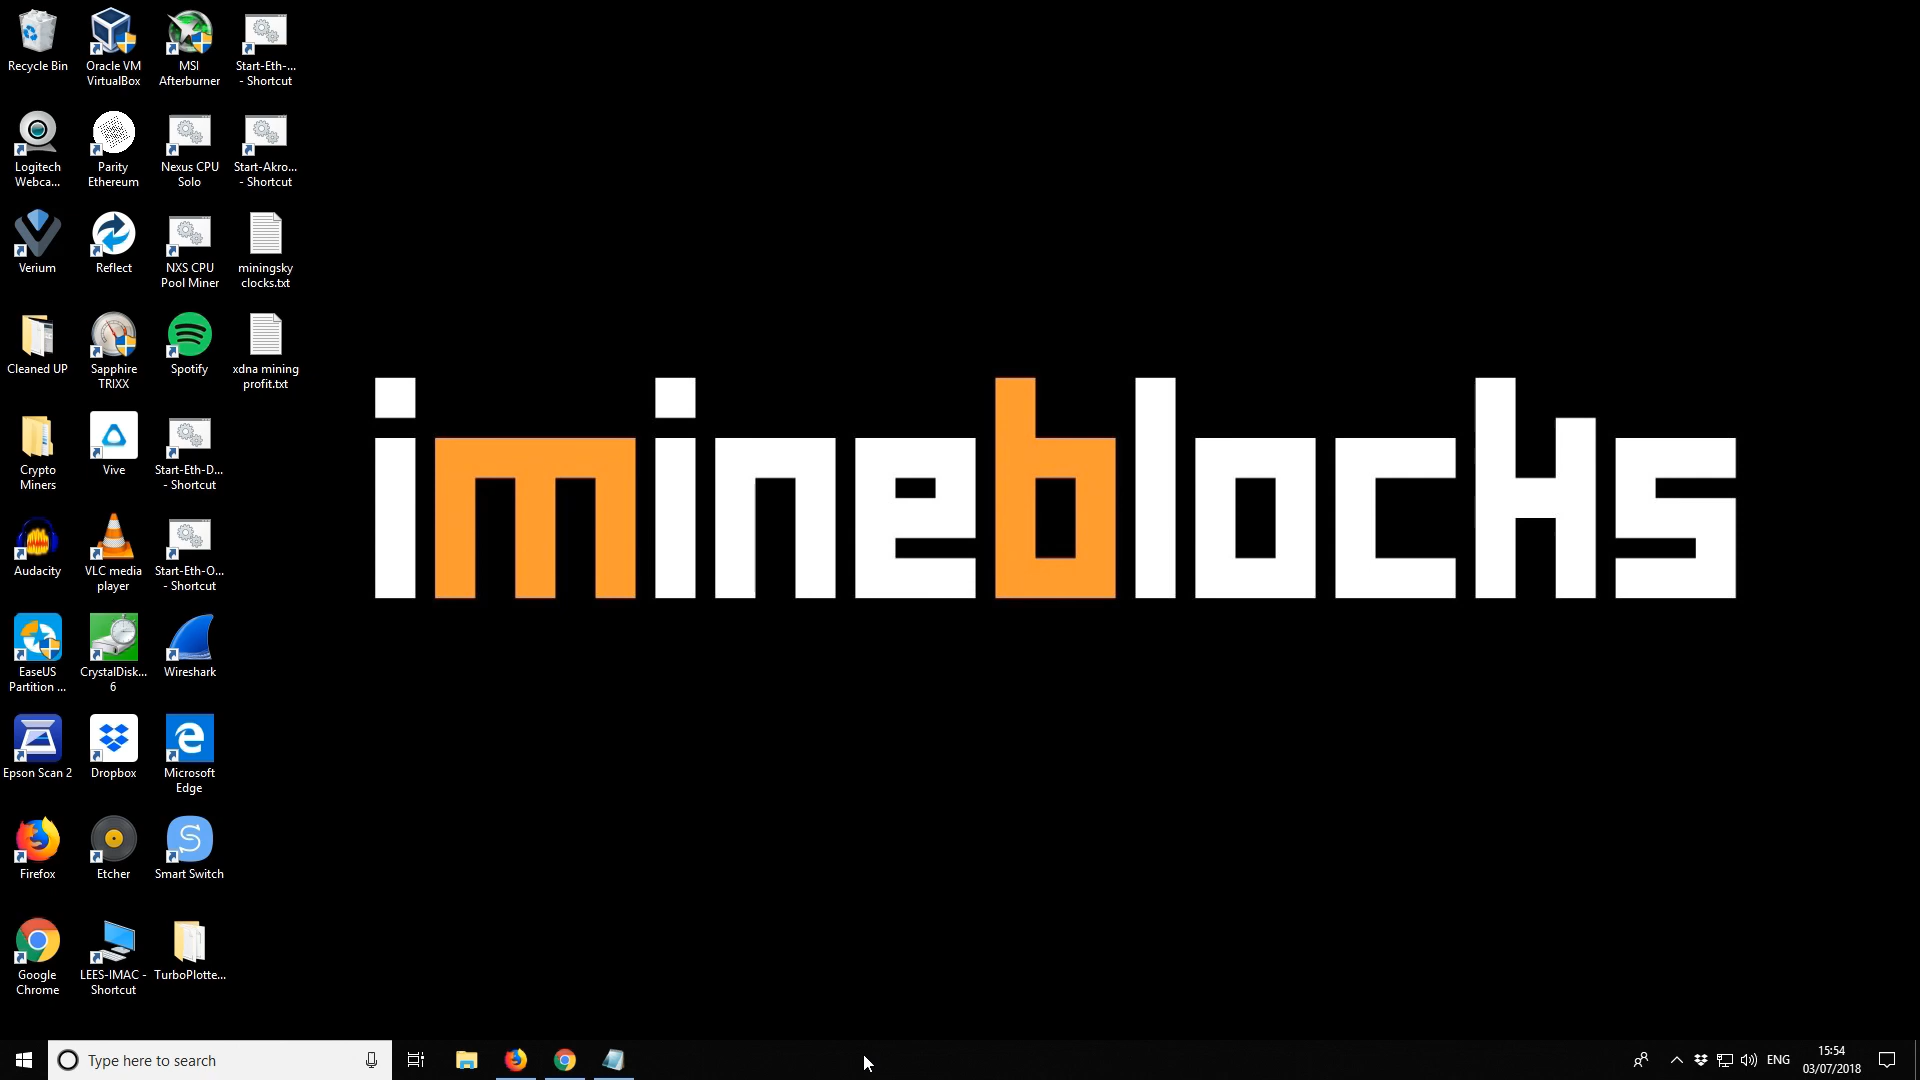 Recycle Bin
Oracle VM
VirtualBox
MSI
Afterburner
Start-Eth-...
- Shortcut
Logitech
Webca...
Parity
Ethereum
Nexus CPU
Solo
Start-Akro...
- Shortcut
Verium
Reflect
NXS CPU
Pool Miner
miningsky
clocks.txt
Cleaned UP
Sapphire
TRIXX
Spotify
xdna mining
profit.txt
Crypto
Miners
Vive
Start-Eth-D...
- Shortcut
imineblocks
Audacity
VLC media
player
Start-Eth-O...
- Shortcut
EaseUS
Partition ...
CrystalDisk...
6
Wireshark
Epson Scan 2
Dropbox
Microsoft
Edge
Firefox
Etcher
Smart Switch
Google
Chrome
LEES-IMAC -
Shortcut
TurboPlotte...
Type here to search
ENG
15:54
03/07/2018